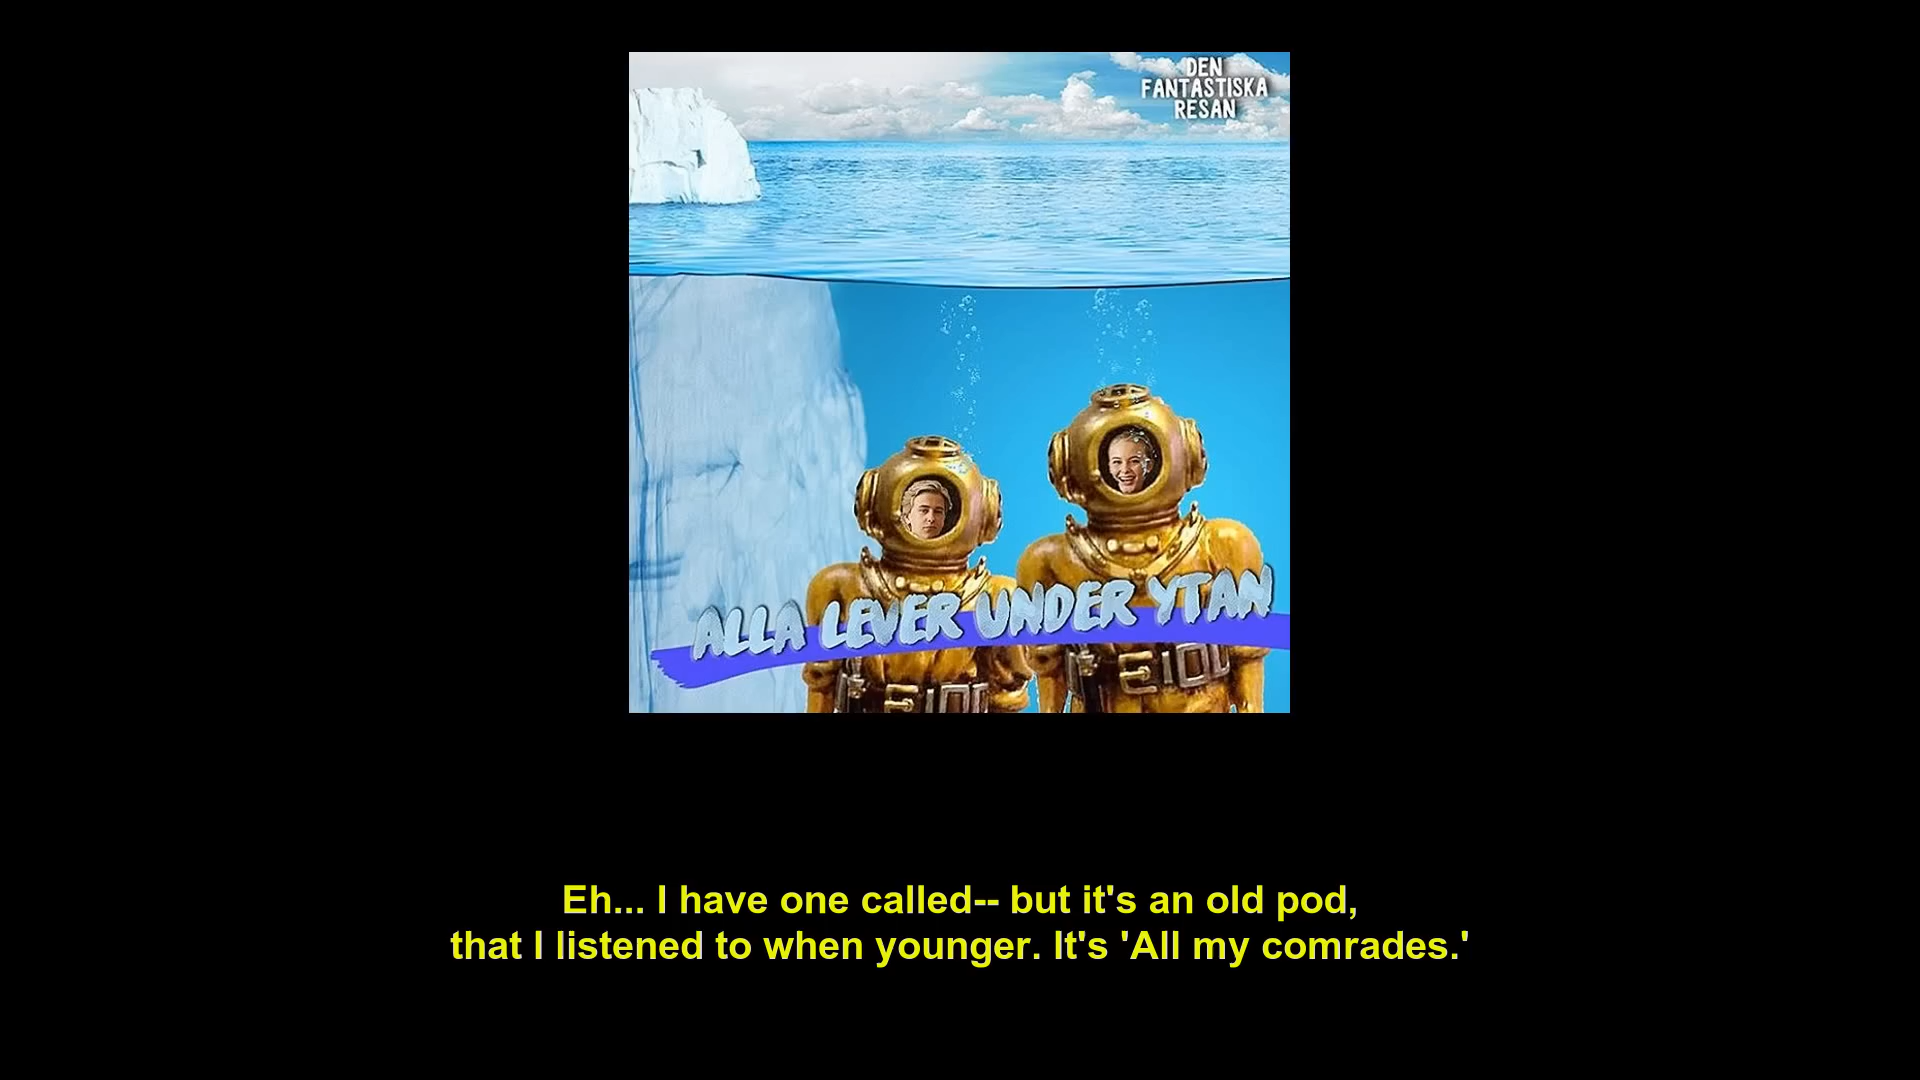 DEN
FANTASTISKA
RESAN
ALLA LEVER UNDER YTAN
Eh... I have one called-- but it's an old pod,
that I listened to when younger. It's 'All my comrades.'